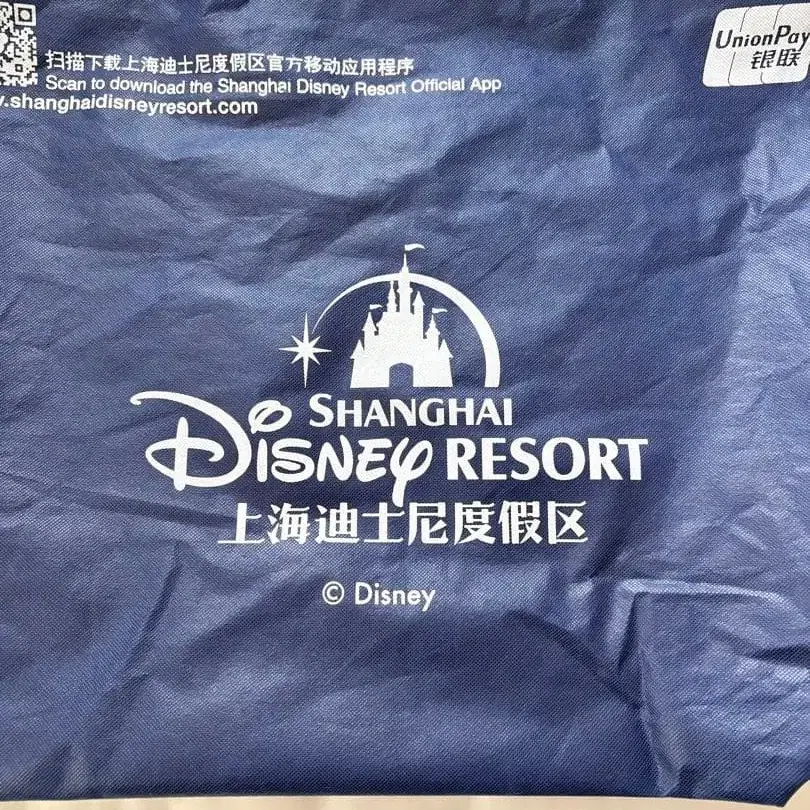 扫描下载上海迪士尼度假区官方移动应用程序
Scan to download the Shanghai Disney Resort Official App
.shanghaidisneyresort.com
UnionPay
银联
SHANGHAI
Disney RESORT
上海迪士尼度假区
© Disney